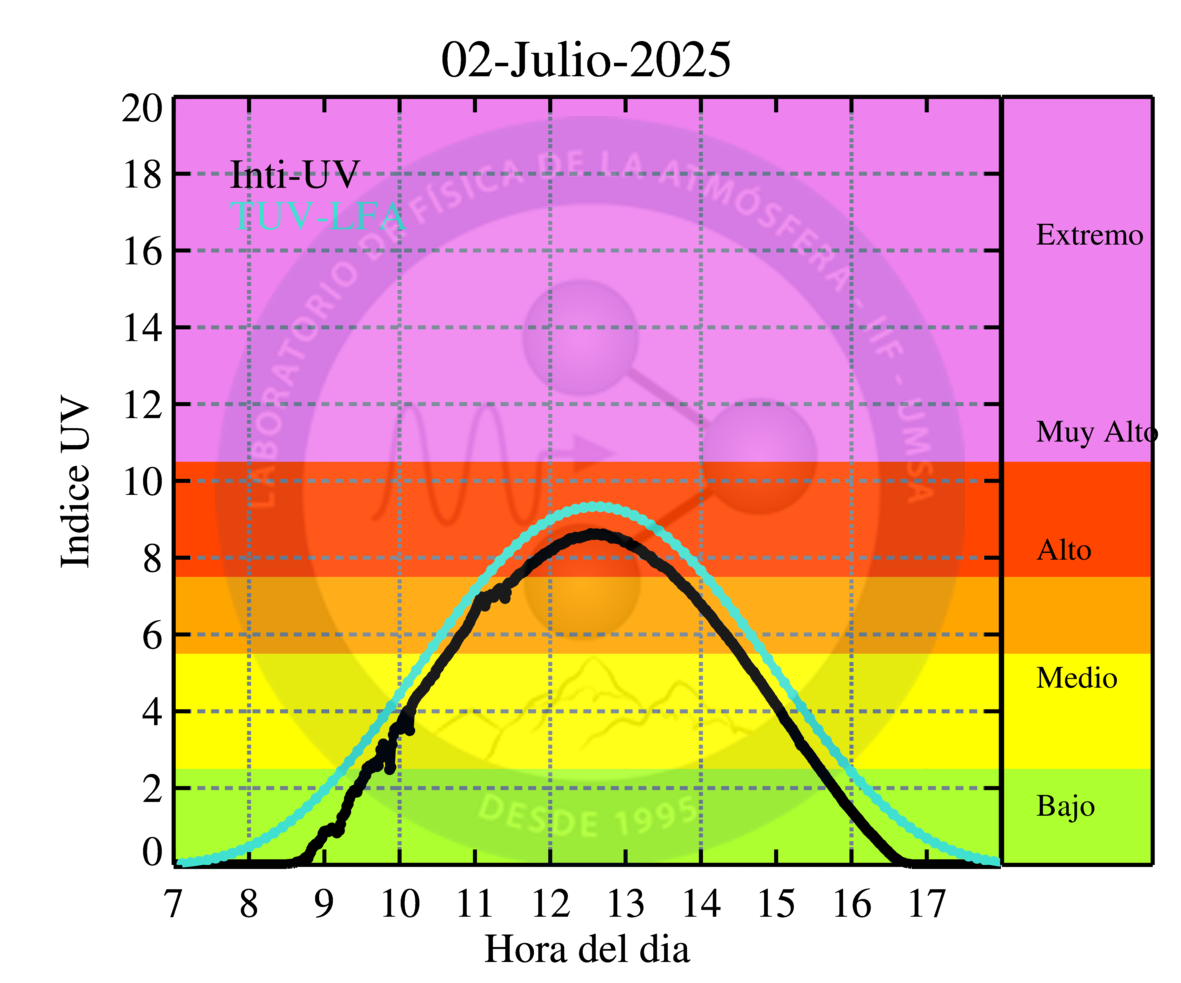 02-Julio-2025
20
18
16
14
12
10
8
6
4
2
0
Indice UV
Inti-UV
TUV-LFA
LABORATORIO DE FÍSICA DE LA ATMÓSFERA - IIF - UMSA
DESDE 1995
Extremo
Muy Alto
Alto
Medio
Bajo
7 8 9 10 11 12 13 14 15 16 17
Hora del dia